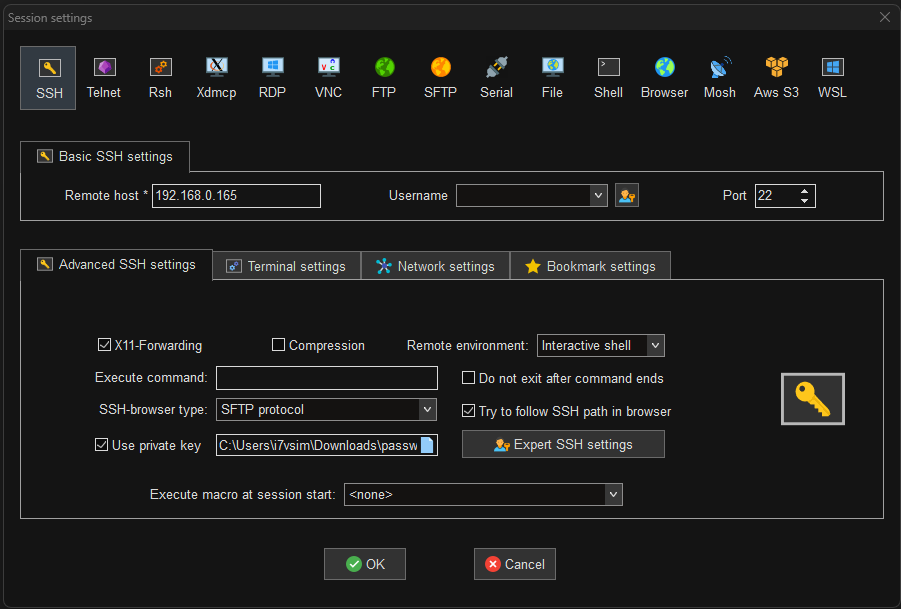 Session settings
SSH Telnet Rsh Xdmcp RDP VNC FTP SFTP Serial File Shell Browser Mosh Aws S3 WSL
Basic SSH settings
Remote host * 192.168.0.165 Username Port 22
Advanced SSH settings Terminal settings Network settings Bookmark settings
X11-Forwarding Compression Remote environment: Interactive shell
Execute command: Do not exit after command ends
SSH-browser type: SFTP protocol Try to follow SSH path in browser
Use private key C:\Users\i7vsim\Downloads\passw Expert SSH settings
Execute macro at session start: <none>
OK Cancel